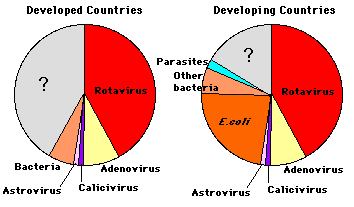 Developed Countries
?
Rotavirus
Bacteria
Adenovirus
Astrovirus
Calicivirus
Developing Countries
?
Parasites
Other
bacteria
Rotavirus
E.coli
Adenovirus
Astrovirus
Calicivirus